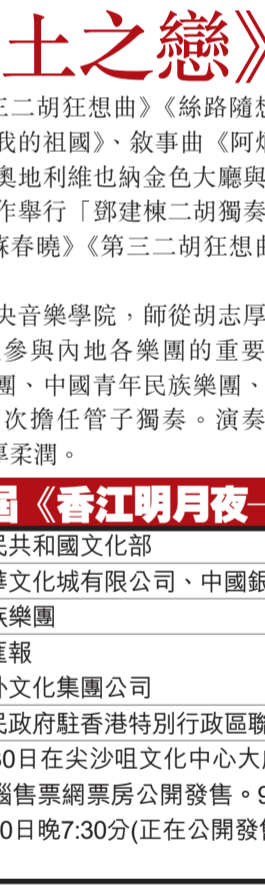 土之戀》
三二胡狂想曲》《絲路隨想
我的祖國》、敘事曲《阿炳
奧地利維也納金色大廳與
作舉行「鄧建棟二胡獨奏
蘇春曉》《第三二胡狂想曲
央音樂學院，師從胡志厚
參與內地各樂團的重要
團、中國青年民族樂團、
次擔任管子獨奏。演奏
厚柔潤。
屆《香江明月夜—
民共和國文化部
華文化城有限公司、中國銀
族樂團
匯報
外文化集團公司
民政府駐香港特別行政區聯
30日在尖沙咀文化中心大
腦售票網票房公開發售。9
0日晚7:30分(正在公開發售